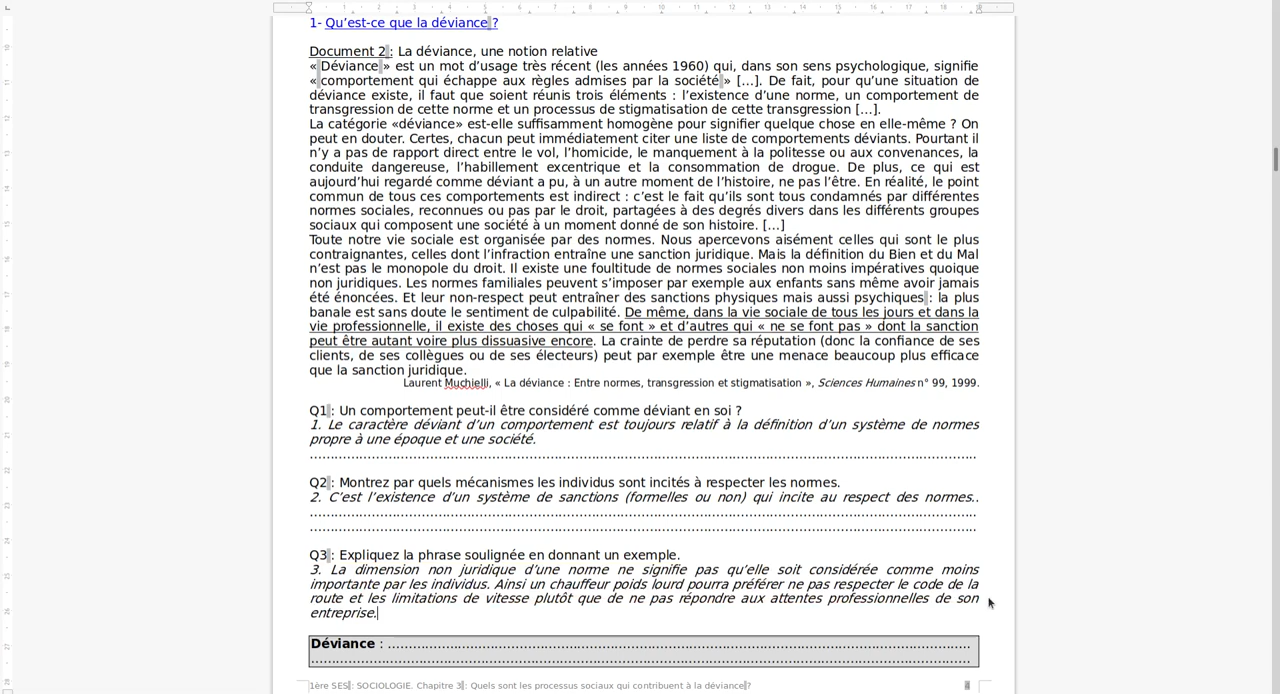 1- Qu’est-ce que la déviance ?
Document 2 : La déviance, une notion relative
« Déviance » est un mot d’usage très récent (les années 1960) qui, dans son sens psychologique, signifie
« comportement qui échappe aux règles admises par la société » […]. De fait, pour qu’une situation de
déviance existe, il faut que soient réunis trois éléments : l’existence d’une norme, un comportement de
transgression de cette norme et un processus de stigmatisation de cette transgression […].
La catégorie «déviance» est-elle suffisamment homogène pour signifier quelque chose en elle-même ? On
peut en douter. Certes, chacun peut immédiatement citer une liste de comportements déviants. Pourtant il
n’y a pas de rapport direct entre le vol, l’homicide, le manquement à la politesse ou aux convenances, la
conduite dangereuse, l’habillement excentrique et la consommation de drogue. De plus, ce qui est
aujourd’hui regardé comme déviant a pu, à un autre moment de l’histoire, ne pas l’être. En réalité, le point
commun de tous ces comportements est indirect : c’est le fait qu’ils sont tous condamnés par différentes
normes sociales, reconnues ou pas par le droit, partagées à des degrés divers dans les différents groupes
sociaux qui composent une société à un moment donné de son histoire. […]
Toute notre vie sociale est organisée par des normes. Nous apercevons aisément celles qui sont le plus
contraignantes, celles dont l’infraction entraîne une sanction juridique. Mais la définition du Bien et du Mal
n’est pas le monopole du droit. Il existe une foultitude de normes sociales non moins impératives quoique
non juridiques. Les normes familiales peuvent s’imposer par exemple aux enfants sans même avoir jamais
été énoncées. Et leur non-respect peut entraîner des sanctions physiques mais aussi psychiques : la plus
banale est sans doute le sentiment de culpabilité. De même, dans la vie sociale de tous les jours et dans la
vie professionnelle, il existe des choses qui « se font » et d’autres qui « ne se font pas » dont la sanction
peut être autant voire plus dissuasive encore. La crainte de perdre sa réputation (donc la confiance de ses
clients, de ses collègues ou de ses électeurs) peut par exemple être une menace beaucoup plus efficace
que la sanction juridique.
Laurent Muchielli, « La déviance : Entre normes, transgression et stigmatisation », Sciences Humaines n° 99, 1999.
Q1 : Un comportement peut-il être considéré comme déviant en soi ?
1. Le caractère déviant d’un comportement est toujours relatif à la définition d’un système de normes
propre à une époque et une société.
Q2 : Montrez par quels mécanismes les individus sont incités à respecter les normes.
2. C’est l’existence d’un système de sanctions (formelles ou non) qui incite au respect des normes..
Q3 : Expliquez la phrase soulignée en donnant un exemple.
3. La dimension non juridique d’une norme ne signifie pas qu’elle soit considérée comme moins
importante par les individus. Ainsi un chauffeur poids lourd pourra préférer ne pas respecter le code de la
route et les limitations de vitesse plutôt que de ne pas répondre aux attentes professionnelles de son
entreprise.
Déviance : ……………………………………………………
1ère SES : SOCIOLOGIE. Chapitre 3 : Quels sont les processus sociaux qui contribuent à la déviance ?